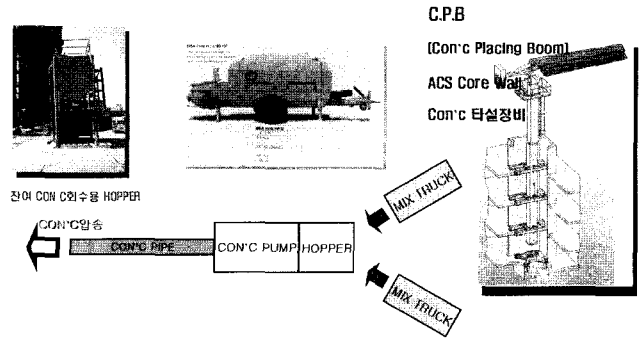 C.P.B
(Con'c Placing Boom)
ACS Core Wall
Con'c 타설장비
잔여 CON C회수용 HOPPER
CON'C압송
CON'C PIPE
CON'C PUMP
HOPPER
MIX TRUCK
MIX TRUCK